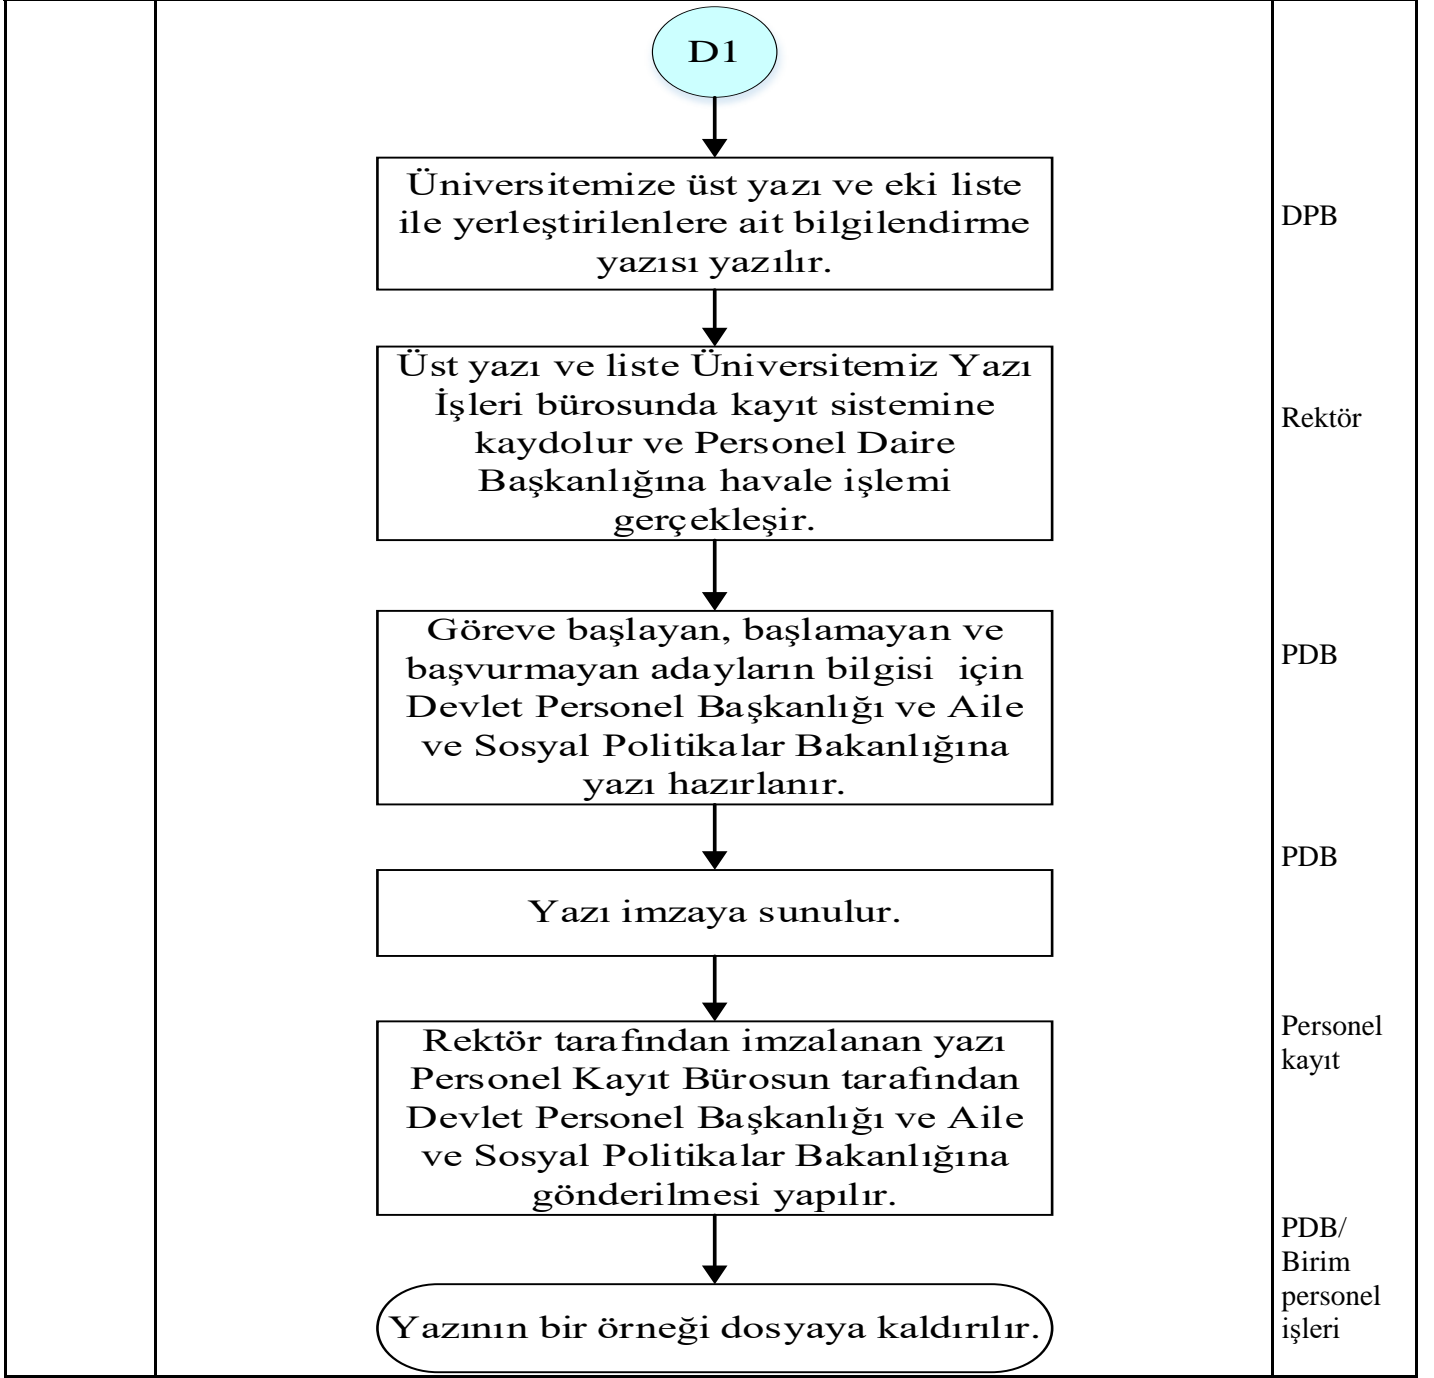 D1
Üniversitemize üst yazı ve eki liste
ile yerleştirilenlere ait bilgilendirme
yazısı yazılır.
DPB
Üst yazı ve liste Üniversitemiz Yazı
İşleri bürosunda kayıt sistemine
kaydolur ve Personel Daire
Başkanlığına havale işlemi
gerçekleşir.
Rektör
Göreve başlayan, başlamayan ve
başvurmayan adayların bilgisi  için
Devlet Personel Başkanlığı ve Aile
ve Sosyal Politikalar Bakanlığına
yazı hazırlanır.
PDB
Yazı imzaya sunulur.
PDB
Rektör tarafından imzalanan yazı
Personel Kayıt Bürosun tarafından
Devlet Personel Başkanlığı ve Aile
ve Sosyal Politikalar Bakanlığına
gönderilmesi yapılır.
Personel
kayıt
Yazının bir örneği dosyaya kaldırılır.
PDB/
Birim
personel
işleri